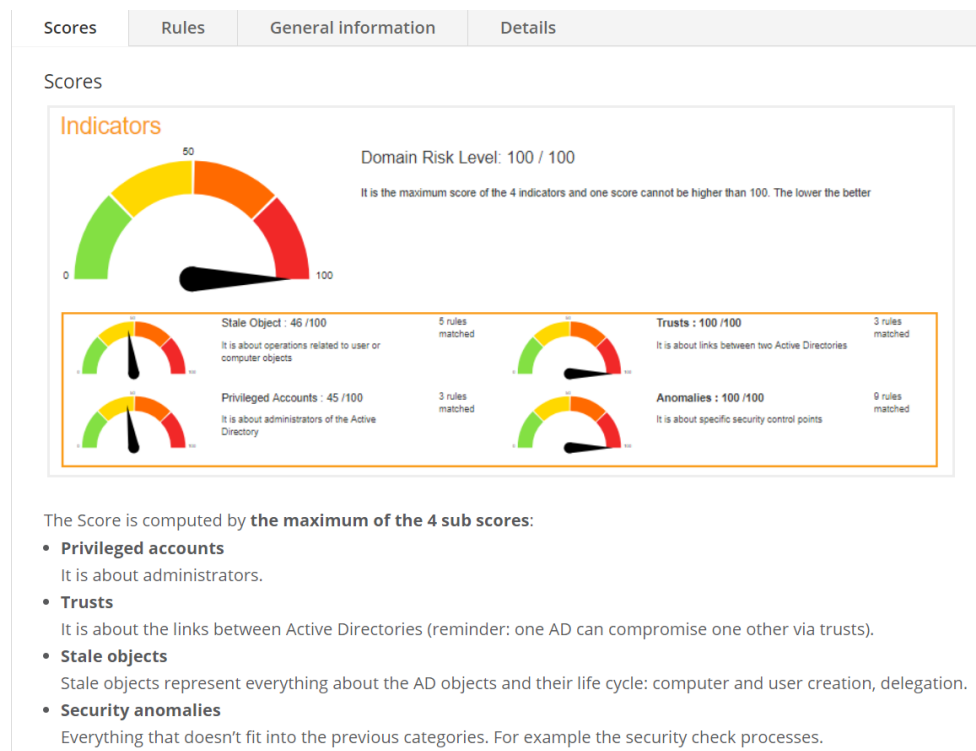 Scores Rules General information Details
Scores
Indicators
50
0
100
Domain Risk Level: 100 / 100
It is the maximum score of the 4 indicators and one score cannot be higher than 100. The lower the better
Stale Object : 46 /100
It is about operations related to user or
computer objects
5 rules
matched
Trusts : 100 /100
It is about links between two Active Directories
3 rules
matched
Privileged Accounts : 45 /100
It is about administrators of the Active
Directory
3 rules
matched
Anomalies : 100 /100
It is about specific security control points
9 rules
matched
The Score is computed by the maximum of the 4 sub scores:
• Privileged accounts
It is about administrators.
• Trusts
It is about the links between Active Directories (reminder: one AD can compromise one other via trusts).
• Stale objects
Stale objects represent everything about the AD objects and their life cycle: computer and user creation, delegation.
• Security anomalies
Everything that doesn’t fit into the previous categories. For example the security check processes.